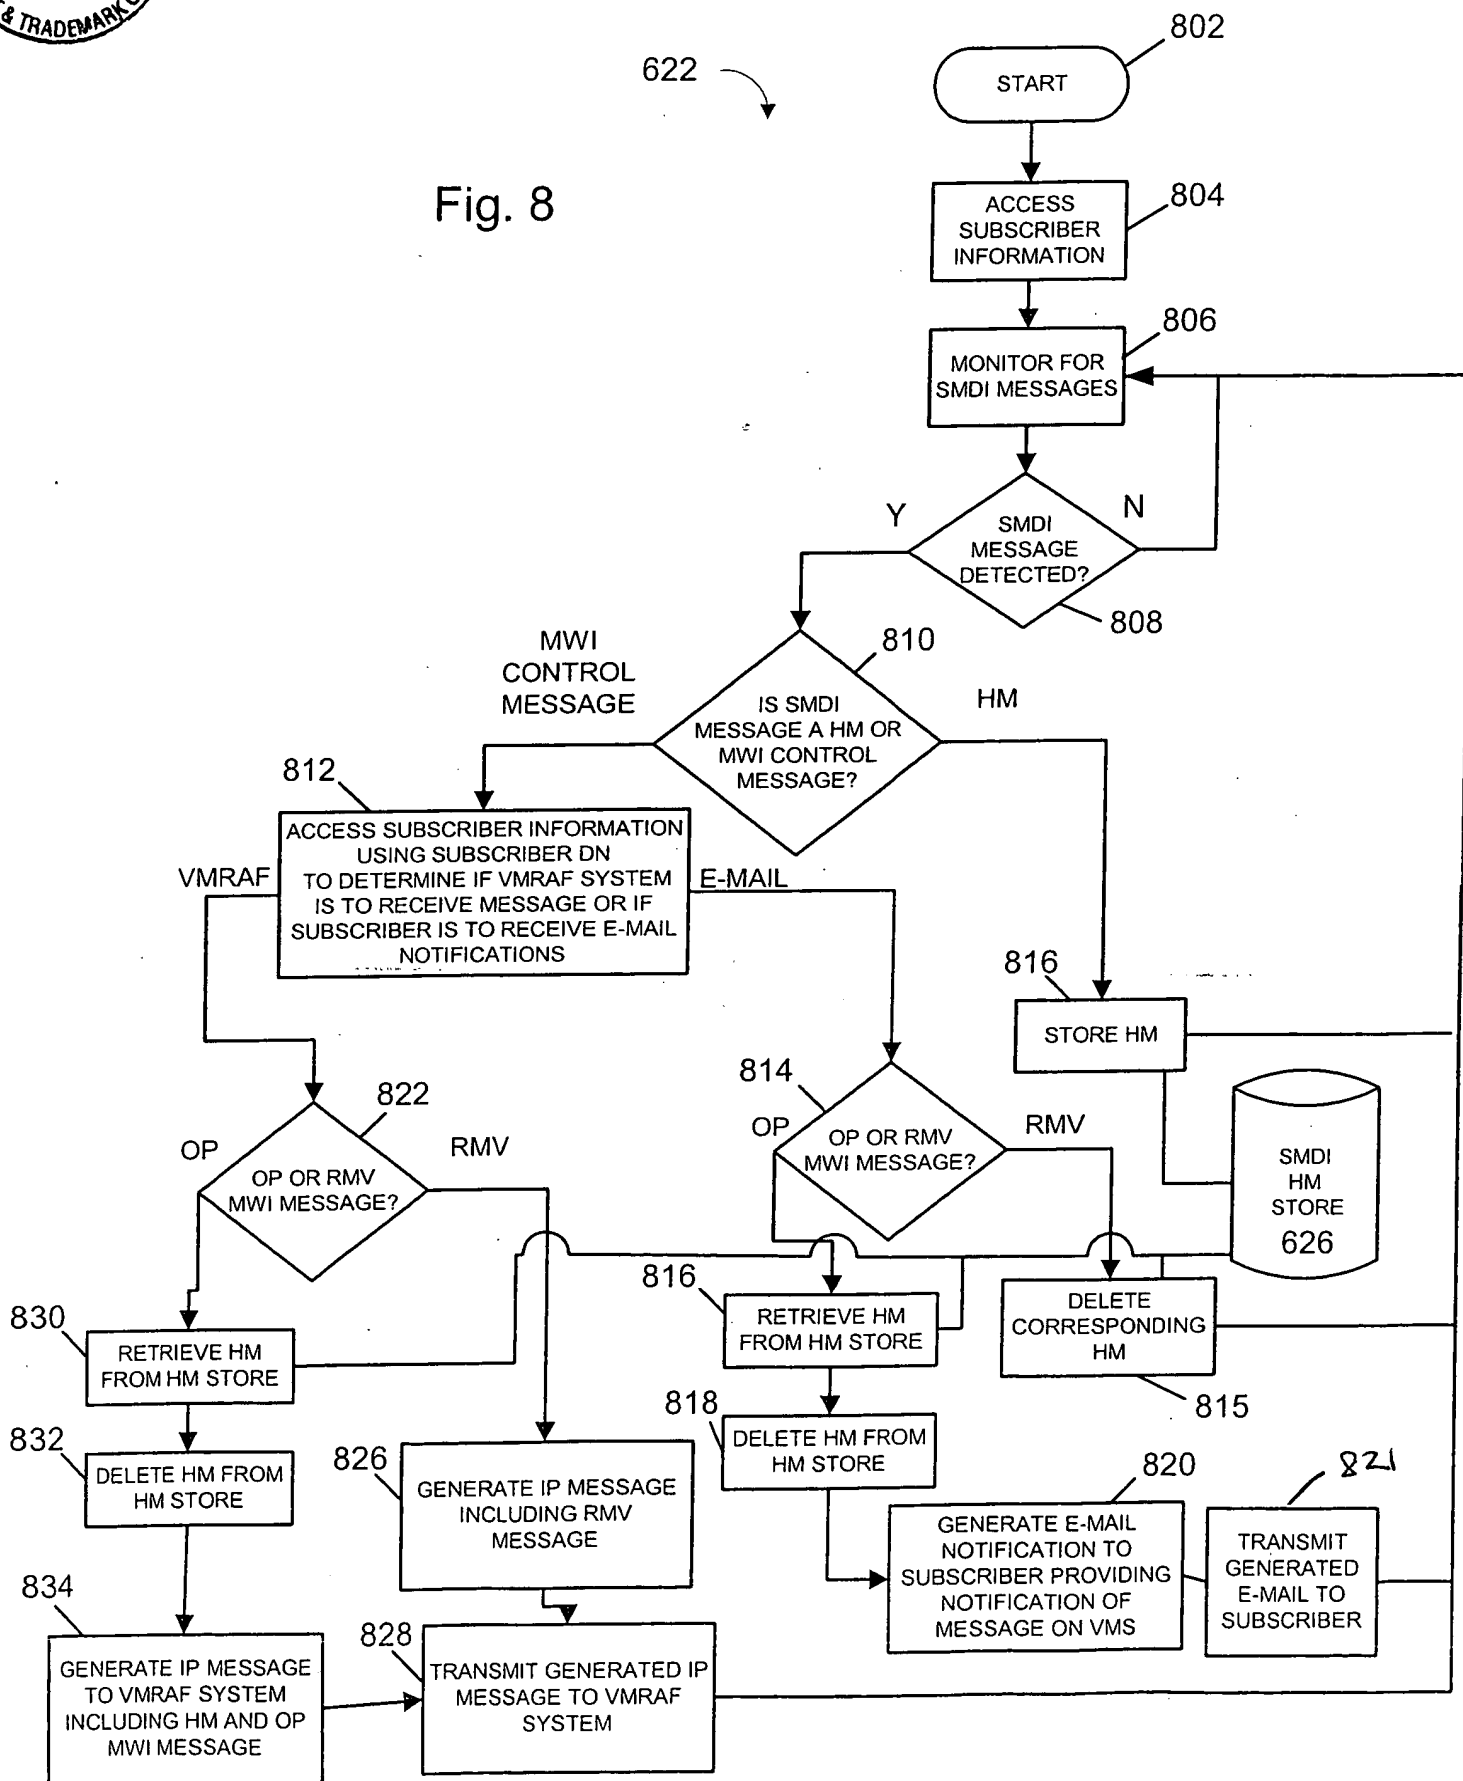 & TRADEMARK
802
622
START
Fig. 8
804
ACCESS
SUBSCRIBER
INFORMATION
806
MONITOR FOR
SMDI MESSAGES
Y
N
SMDI
MESSAGE
DETECTED?
808
MWI
CONTROL
MESSAGE
810
HM
IS SMDI
MESSAGE A HM OR
MWI CONTROL
MESSAGE?
812
ACCESS SUBSCRIBER INFORMATION
USING SUBSCRIBER DN
TO DETERMINE IF VMRAF SYSTEM
IS TO RECEIVE MESSAGE OR IF
SUBSCRIBER IS TO RECEIVE E-MAIL
NOTIFICATIONS
VMRAF
E-MAIL
816
STORE HM
814
OP
RMV
OP OR RMV
MWI MESSAGE?
822
OP
RMV
OP OR RMV
MWI MESSAGE?
SMDI
HM
STORE
626
816
RETRIEVE HM
FROM HM STORE
DELETE
CORRESPONDING
HM
815
830
RETRIEVE HM
FROM HM STORE
818
DELETE HM FROM
HM STORE
832
DELETE HM FROM
HM STORE
826
GENERATE IP MESSAGE
INCLUDING RMV
MESSAGE
820
GENERATE E-MAIL
NOTIFICATION TO
SUBSCRIBER PROVIDING
NOTIFICATION OF
MESSAGE ON VMS
821
TRANSMIT
GENERATED
E-MAIL TO
SUBSCRIBER
834
GENERATE IP MESSAGE
TO VMRAF SYSTEM
INCLUDING HM AND OP
MWI MESSAGE
828
TRANSMIT GENERATED IP
MESSAGE TO VMRAF
SYSTEM